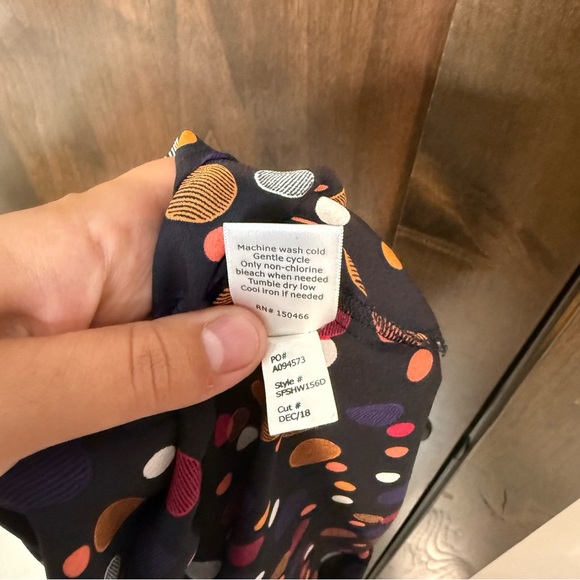 Machine wash cold
Gentle cycle
Only non-chlorine
bleach when needed
Tumble dry low
Cool iron if needed
RN# 150466
PO#
A094573
Style #
SFSHW156D
Cut #
DEC/18